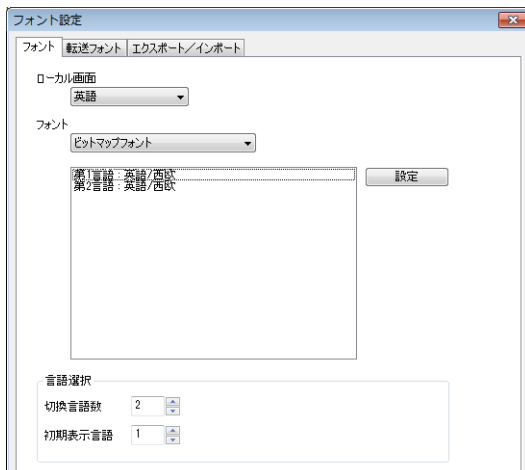 フォント設定
フォント 転送フォント エクスポート／インポート
ローカル画面
英語
フォント
ビットマップフォント
第1言語：英語/西欧
第2言語：英語/西欧
設定
言語選択
切換言語数 2
初期表示言語 1